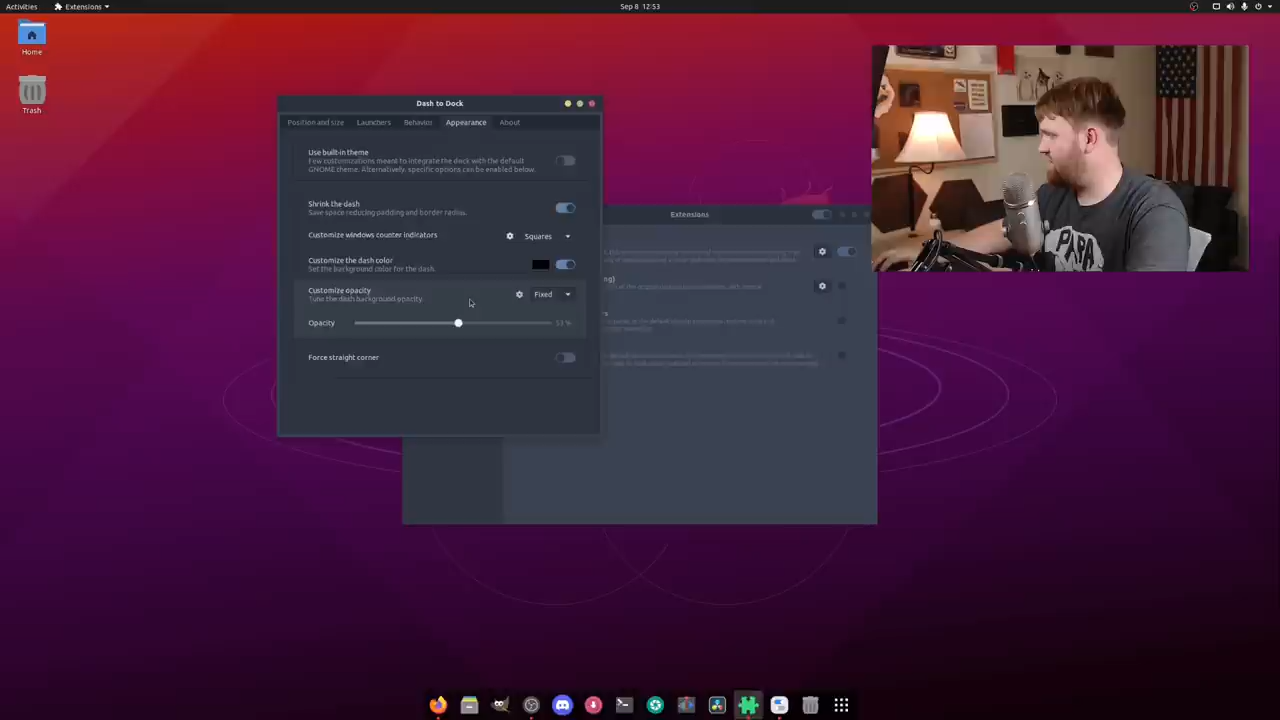 Activities
Extensions
Sep 8 12:53
Home
Trash
Dash to Dock
Position and size
Launchers
Behavior
Appearance
About
Use built-in theme
Few customizations meant to integrate the dock with the default
GNOME theme. Alternatively, specific options can be enabled below.
Shrink the dash
Save space reducing padding and border radius.
Customize windows counter indicators
Squares
Customize the dash color
Set the background color for the dash.
Customize opacity
Tune the dash background opacity.
Fixed
Opacity
53 %
Force straight corner
Extensions
PAPA